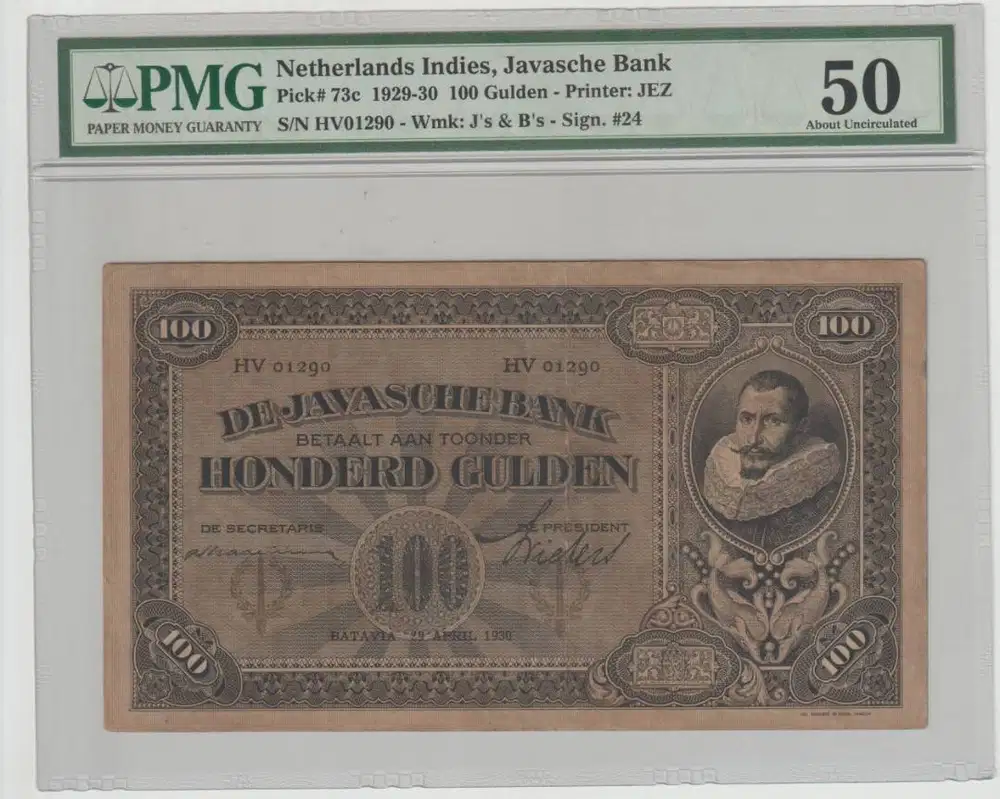 PMG
PAPER MONEY GUARANTY
Netherlands Indies, Javasche Bank
Pick# 73c 1929-30 100 Gulden - Printer: JEZ
S/N HV01290 - Wmk: J's & B's - Sign. #24
50
About Uncirculated
100
100
HV 01290 HV 01290
DE JAVASCHE BANK
BETAALT AAN TOONDER
HONDERD GULDEN
DE SECRETARIS DE PRESIDENT
100
BATAVIA 29 APRIL 1930
100
100